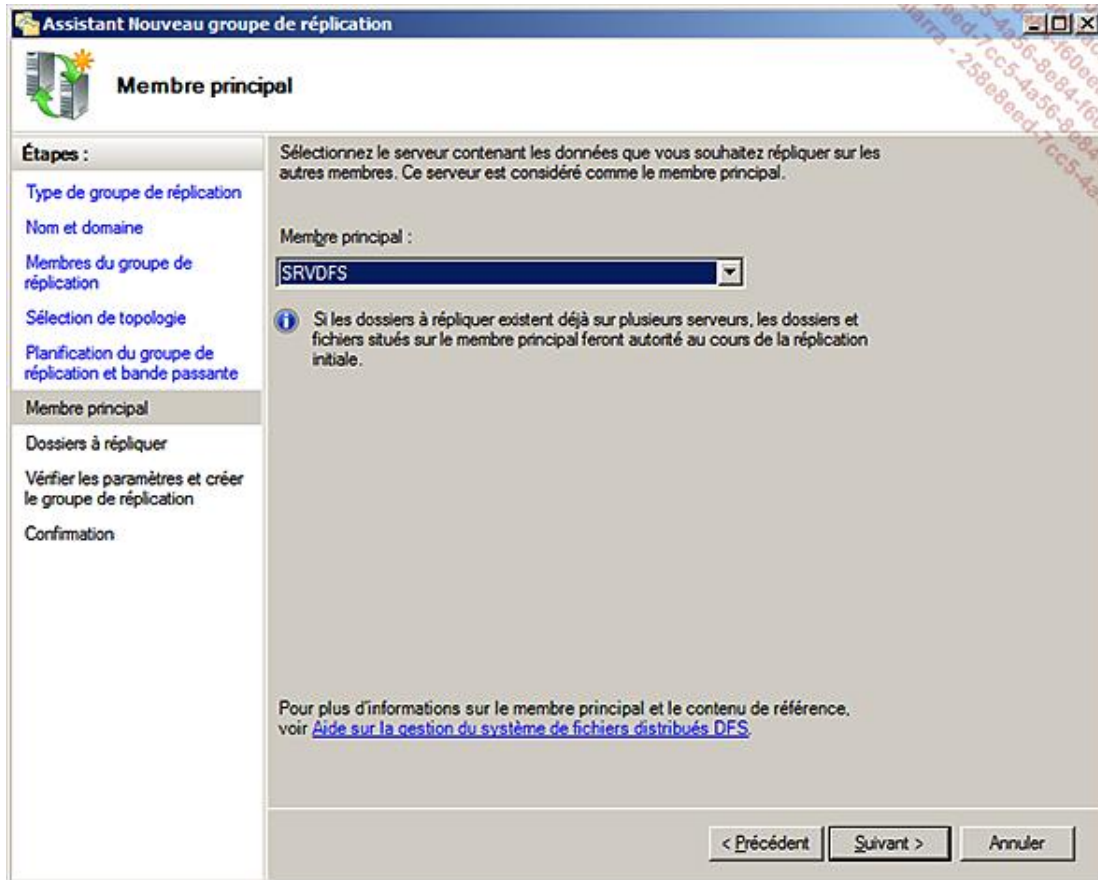 Assistant Nouveau groupe de réplication
Membre principal
Étapes :
Type de groupe de réplication
Nom et domaine
Membres du groupe de
réplication
Sélection de topologie
Planification du groupe de
réplication et bande passante
Membre principal
Dossiers à répliquer
Vérifier les paramètres et créer
le groupe de réplication
Confirmation
Sélectionnez le serveur contenant les données que vous souhaitez répliquer sur les
autres membres. Ce serveur est considéré comme le membre principal.
Membre principal :
SRVDFS
Si les dossiers à répliquer existent déjà sur plusieurs serveurs, les dossiers et
fichiers situés sur le membre principal feront autorité au cours de la réplication
initiale.
Pour plus d'informations sur le membre principal et le contenu de référence,
voir Aide sur la gestion du système de fichiers distribués DFS.
< Précédent
Suivant >
Annuler